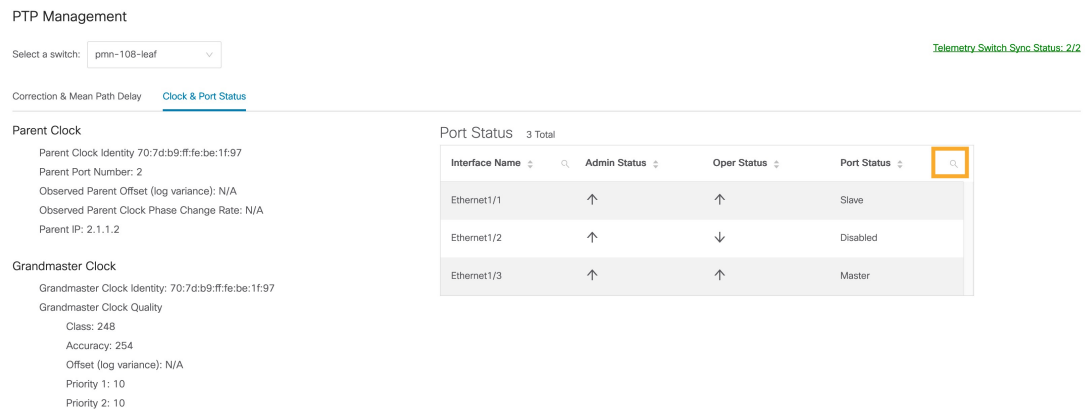 PTP Management
Select a switch: pmn-108-leaf
Telemetry Switch Sync Status: 2/2
Correction & Mean Path Delay Clock & Port Status
Parent Clock
Parent Clock Identity 70:7d:b9:ff:fe:be:1f:97
Parent Port Number: 2
Observed Parent Offset (log variance): N/A
Observed Parent Clock Phase Change Rate: N/A
Parent IP: 2.1.1.2
Grandmaster Clock
Grandmaster Clock Identity: 70:7d:b9:ff:fe:be:1f:97
Grandmaster Clock Quality
Class: 248
Accuracy: 254
Offset (log variance): N/A
Priority 1: 10
Priority 2: 10
Port Status 3 Total
Interface Name Admin Status Oper Status Port Status
Ethernet1/1 Slave
Ethernet1/2 Disabled
Ethernet1/3 Master